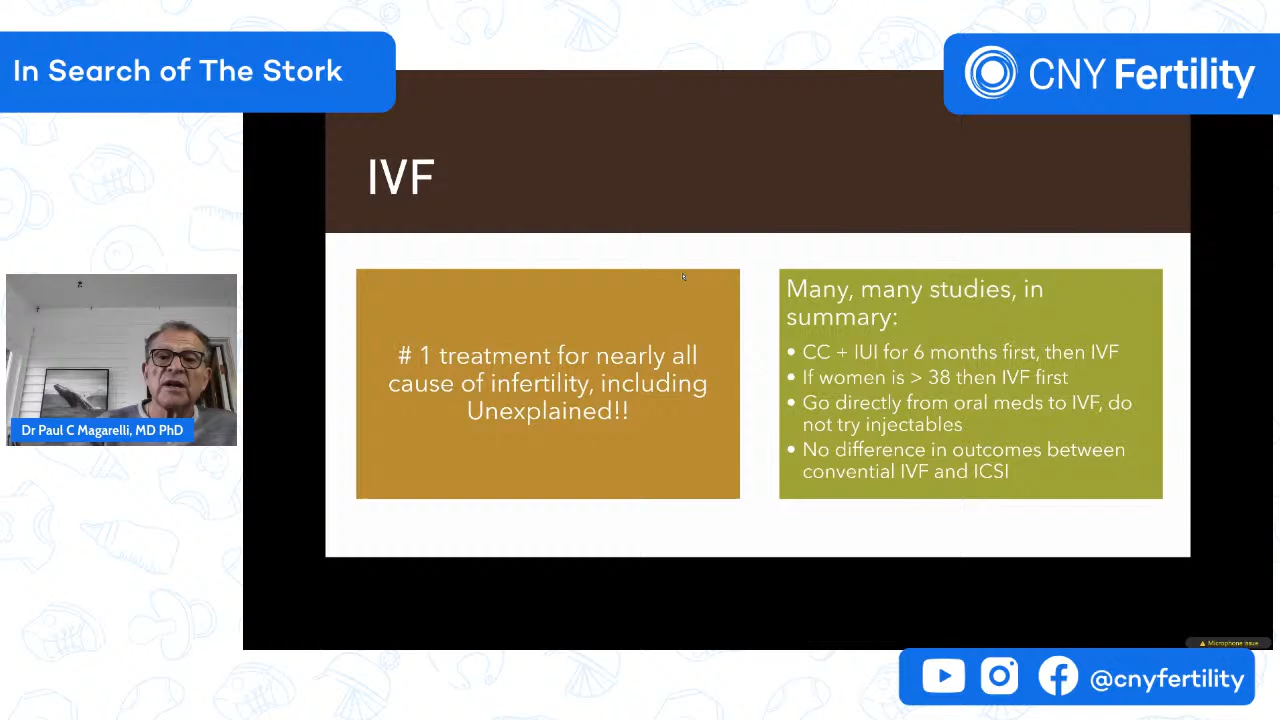 In Search of The Stork
CNY Fertility
IVF
# 1 treatment for nearly all
cause of infertility, including
Unexplained!!
Many, many studies, in
summary:
• CC + IUI for 6 months first, then IVF
• If women is > 38 then IVF first
• Go directly from oral meds to IVF, do
not try injectables
• No difference in outcomes between
convential IVF and ICSI
Dr Paul C Magarelli, MD PhD
Microphone issue
@cnyfertility